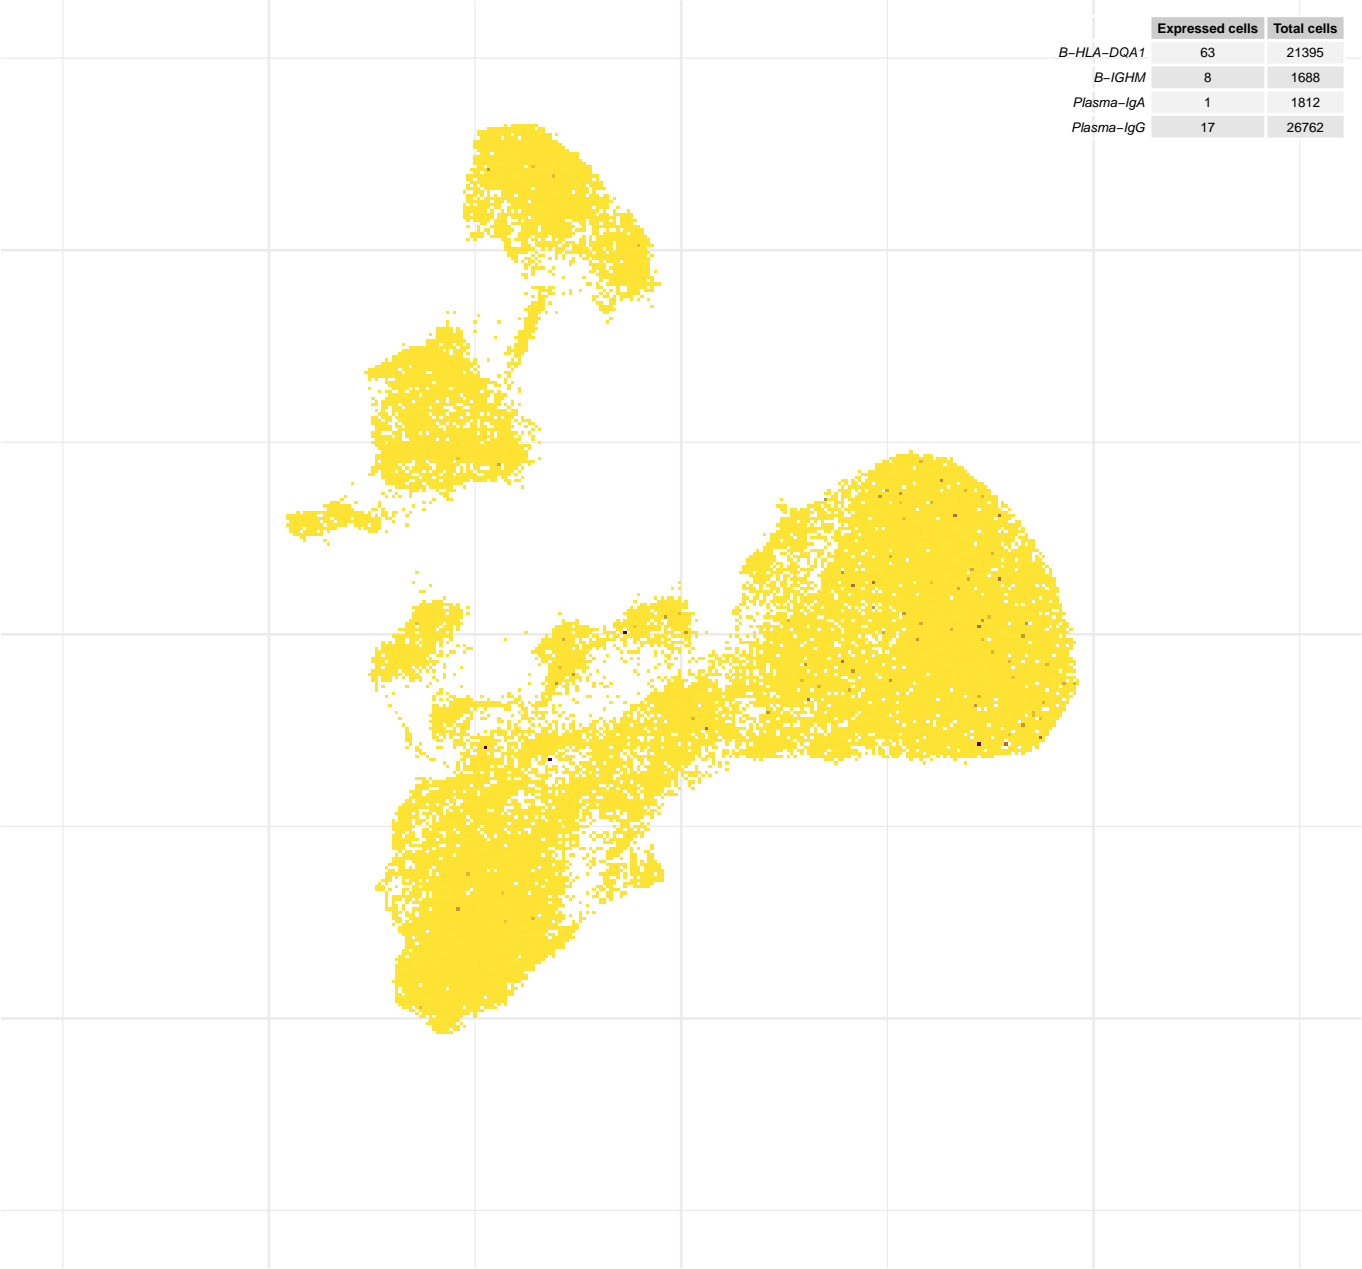 Expressed cells Total cells
B−HLA−DQA1 63 21395
B−IGHM 8 1688
Plasma−IgA 1 1812
Plasma−IgG 17 26762